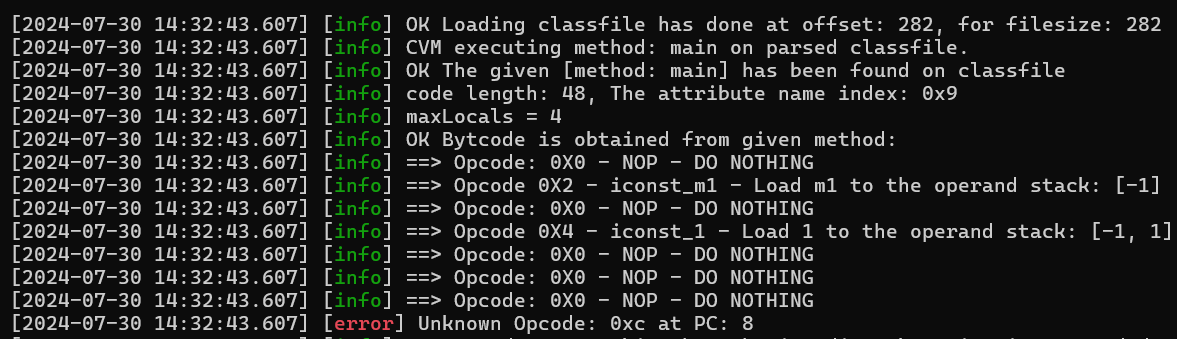 [2024-07-30 14:32:43.607] [info] OK Loading classfile has done at offset: 282, for filesize: 282
[2024-07-30 14:32:43.607] [info] CVM executing method: main on parsed classfile.
[2024-07-30 14:32:43.607] [info] OK The given [method: main] has been found on classfile
[2024-07-30 14:32:43.607] [info] code length: 48, The attribute name index: 0x9
[2024-07-30 14:32:43.607] [info] maxLocals = 4
[2024-07-30 14:32:43.607] [info] OK Bytcode is obtained from given method:
[2024-07-30 14:32:43.607] [info] ==> Opcode: 0X0 - NOP - DO NOTHING
[2024-07-30 14:32:43.607] [info] ==> Opcode 0X2 - iconst_m1 - Load m1 to the operand stack: [-1]
[2024-07-30 14:32:43.607] [info] ==> Opcode: 0X0 - NOP - DO NOTHING
[2024-07-30 14:32:43.607] [info] ==> Opcode 0X4 - iconst_1 - Load 1 to the operand stack: [-1, 1]
[2024-07-30 14:32:43.607] [info] ==> Opcode: 0X0 - NOP - DO NOTHING
[2024-07-30 14:32:43.607] [info] ==> Opcode: 0X0 - NOP - DO NOTHING
[2024-07-30 14:32:43.607] [info] ==> Opcode: 0X0 - NOP - DO NOTHING
[2024-07-30 14:32:43.607] [error] Unknown Opcode: 0xc at PC: 8